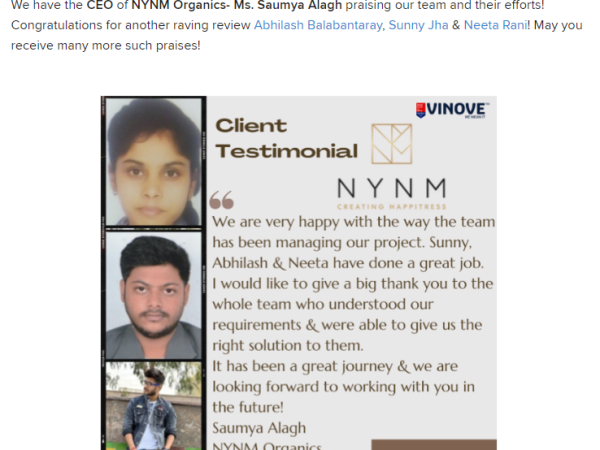 We have the CEO of NYNM Organics- Ms. Saumya Alagh praising our team and their efforts!
Congratulations for another raving review Abhilash Balabantaray, Sunny Jha & Neeta Rani! May you
receive many more such praises!
VINOVE
Client
Testimonial
NYNM
CREATING HAPPITRESS
We are very happy with the way the team
has been managing our project. Sunny,
Abhilash & Neeta have done a great job.
I would like to give a big thank you to the
whole team who understood our
requirements & were able to give us the
right solution to them.
It has been a great journey & we are
looking forward to working with you in
the future!
Saumya Alagh
NYNM Organics